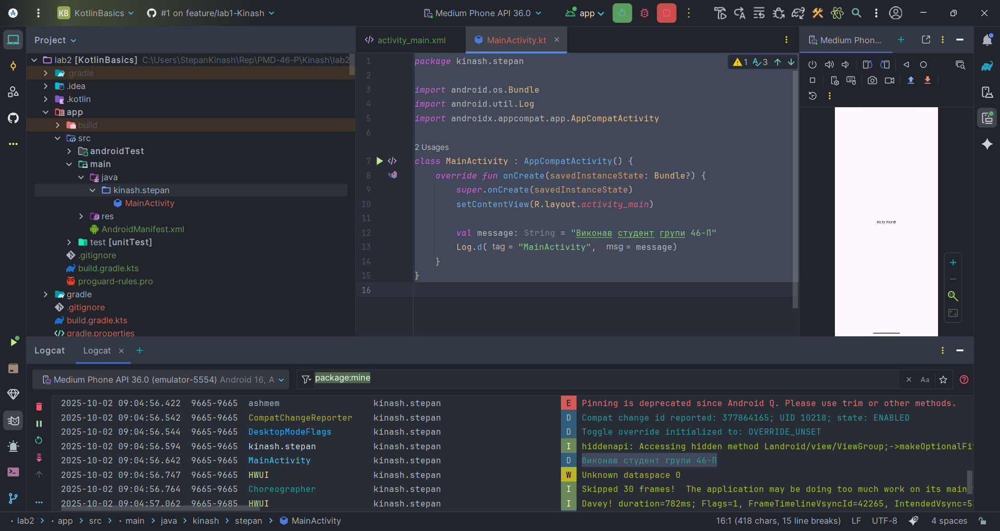 KB KotlinBasics
#1 on feature/lab1-Kinash
Medium Phone API 36.0
app
Project
activity_main.xml
MainActivity.kt
Medium Phon...
lab2 [KotlinBasics] C:\Users\StepanKinash\Rep\PMD-46-P\Kinash\lab2
.gradle
.idea
.kotlin
app
build
src
androidTest
main
java
kinash.stepan
MainActivity
res
AndroidManifest.xml
test [unitTest]
.gitignore
build.gradle.kts
proguard-rules.pro
gradle
.gitignore
build.gradle.kts
gradle.properties
1 3
1 package kinash.stepan
2
3 import android.os.Bundle
4 import android.util.Log
5 import androidx.appcompat.app.AppCompatActivity
6
2 Usages
7 class MainActivity : AppCompatActivity() {
8 override fun onCreate(savedInstanceState: Bundle?) {
9 super.onCreate(savedInstanceState)
10 setContentView(R.layout.activity_main)
11
12 val message: String = "Виконав студент групи 46-П"
13 Log.d( tag = "MainActivity", msg = message)
14 }
15 }
16
Hello World!
Logcat
Logcat
Medium Phone API 36.0 (emulator-5554) Android 16, A
package:mine
Aa
2025-10-02 09:04:56.422 9665-9665 ashmem kinash.stepan E Pinning is deprecated since Android Q. Please use trim or other methods.
2025-10-02 09:04:56.542 9665-9665 CompatChangeReporter kinash.stepan D Compat change id reported: 377864165; UID 10218; state: ENABLED
2025-10-02 09:04:56.544 9665-9665 DesktopModeFlags kinash.stepan D Toggle override initialized to: OVERRIDE_UNSET
2025-10-02 09:04:56.594 9665-9665 kinash.stepan kinash.stepan I hiddenapi: Accessing hidden method Landroid/view/ViewGroup;->makeOptionalFi
2025-10-02 09:04:56.642 9665-9665 MainActivity kinash.stepan D Виконав студент групи 46-П
2025-10-02 09:04:56.747 9665-9665 HWUI kinash.stepan W Unknown dataspace 0
2025-10-02 09:04:56.764 9665-9665 Choreographer kinash.stepan I Skipped 30 frames! The application may be doing too much work on its main
2025-10-02 09:04:57.062 9665-9685 HWUI kinash.stepan I Davey! duration=782ms; Flags=1, FrameTimelineVsyncId=42265, IntendedVsync=5
lab2 app src main java kinash stepan MainActivity
16:1 (418 chars, 15 line breaks) LF UTF-8 4 spaces